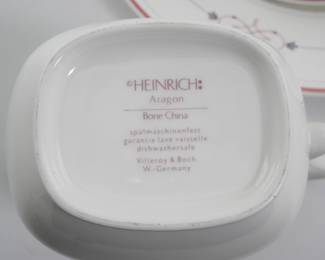 ©HEINRICH:
Aragon
Bone China
spülmaschinenfest
garantie lave vaisselle
dishwashersafe
Villeroy & Boch.
W.-Germany